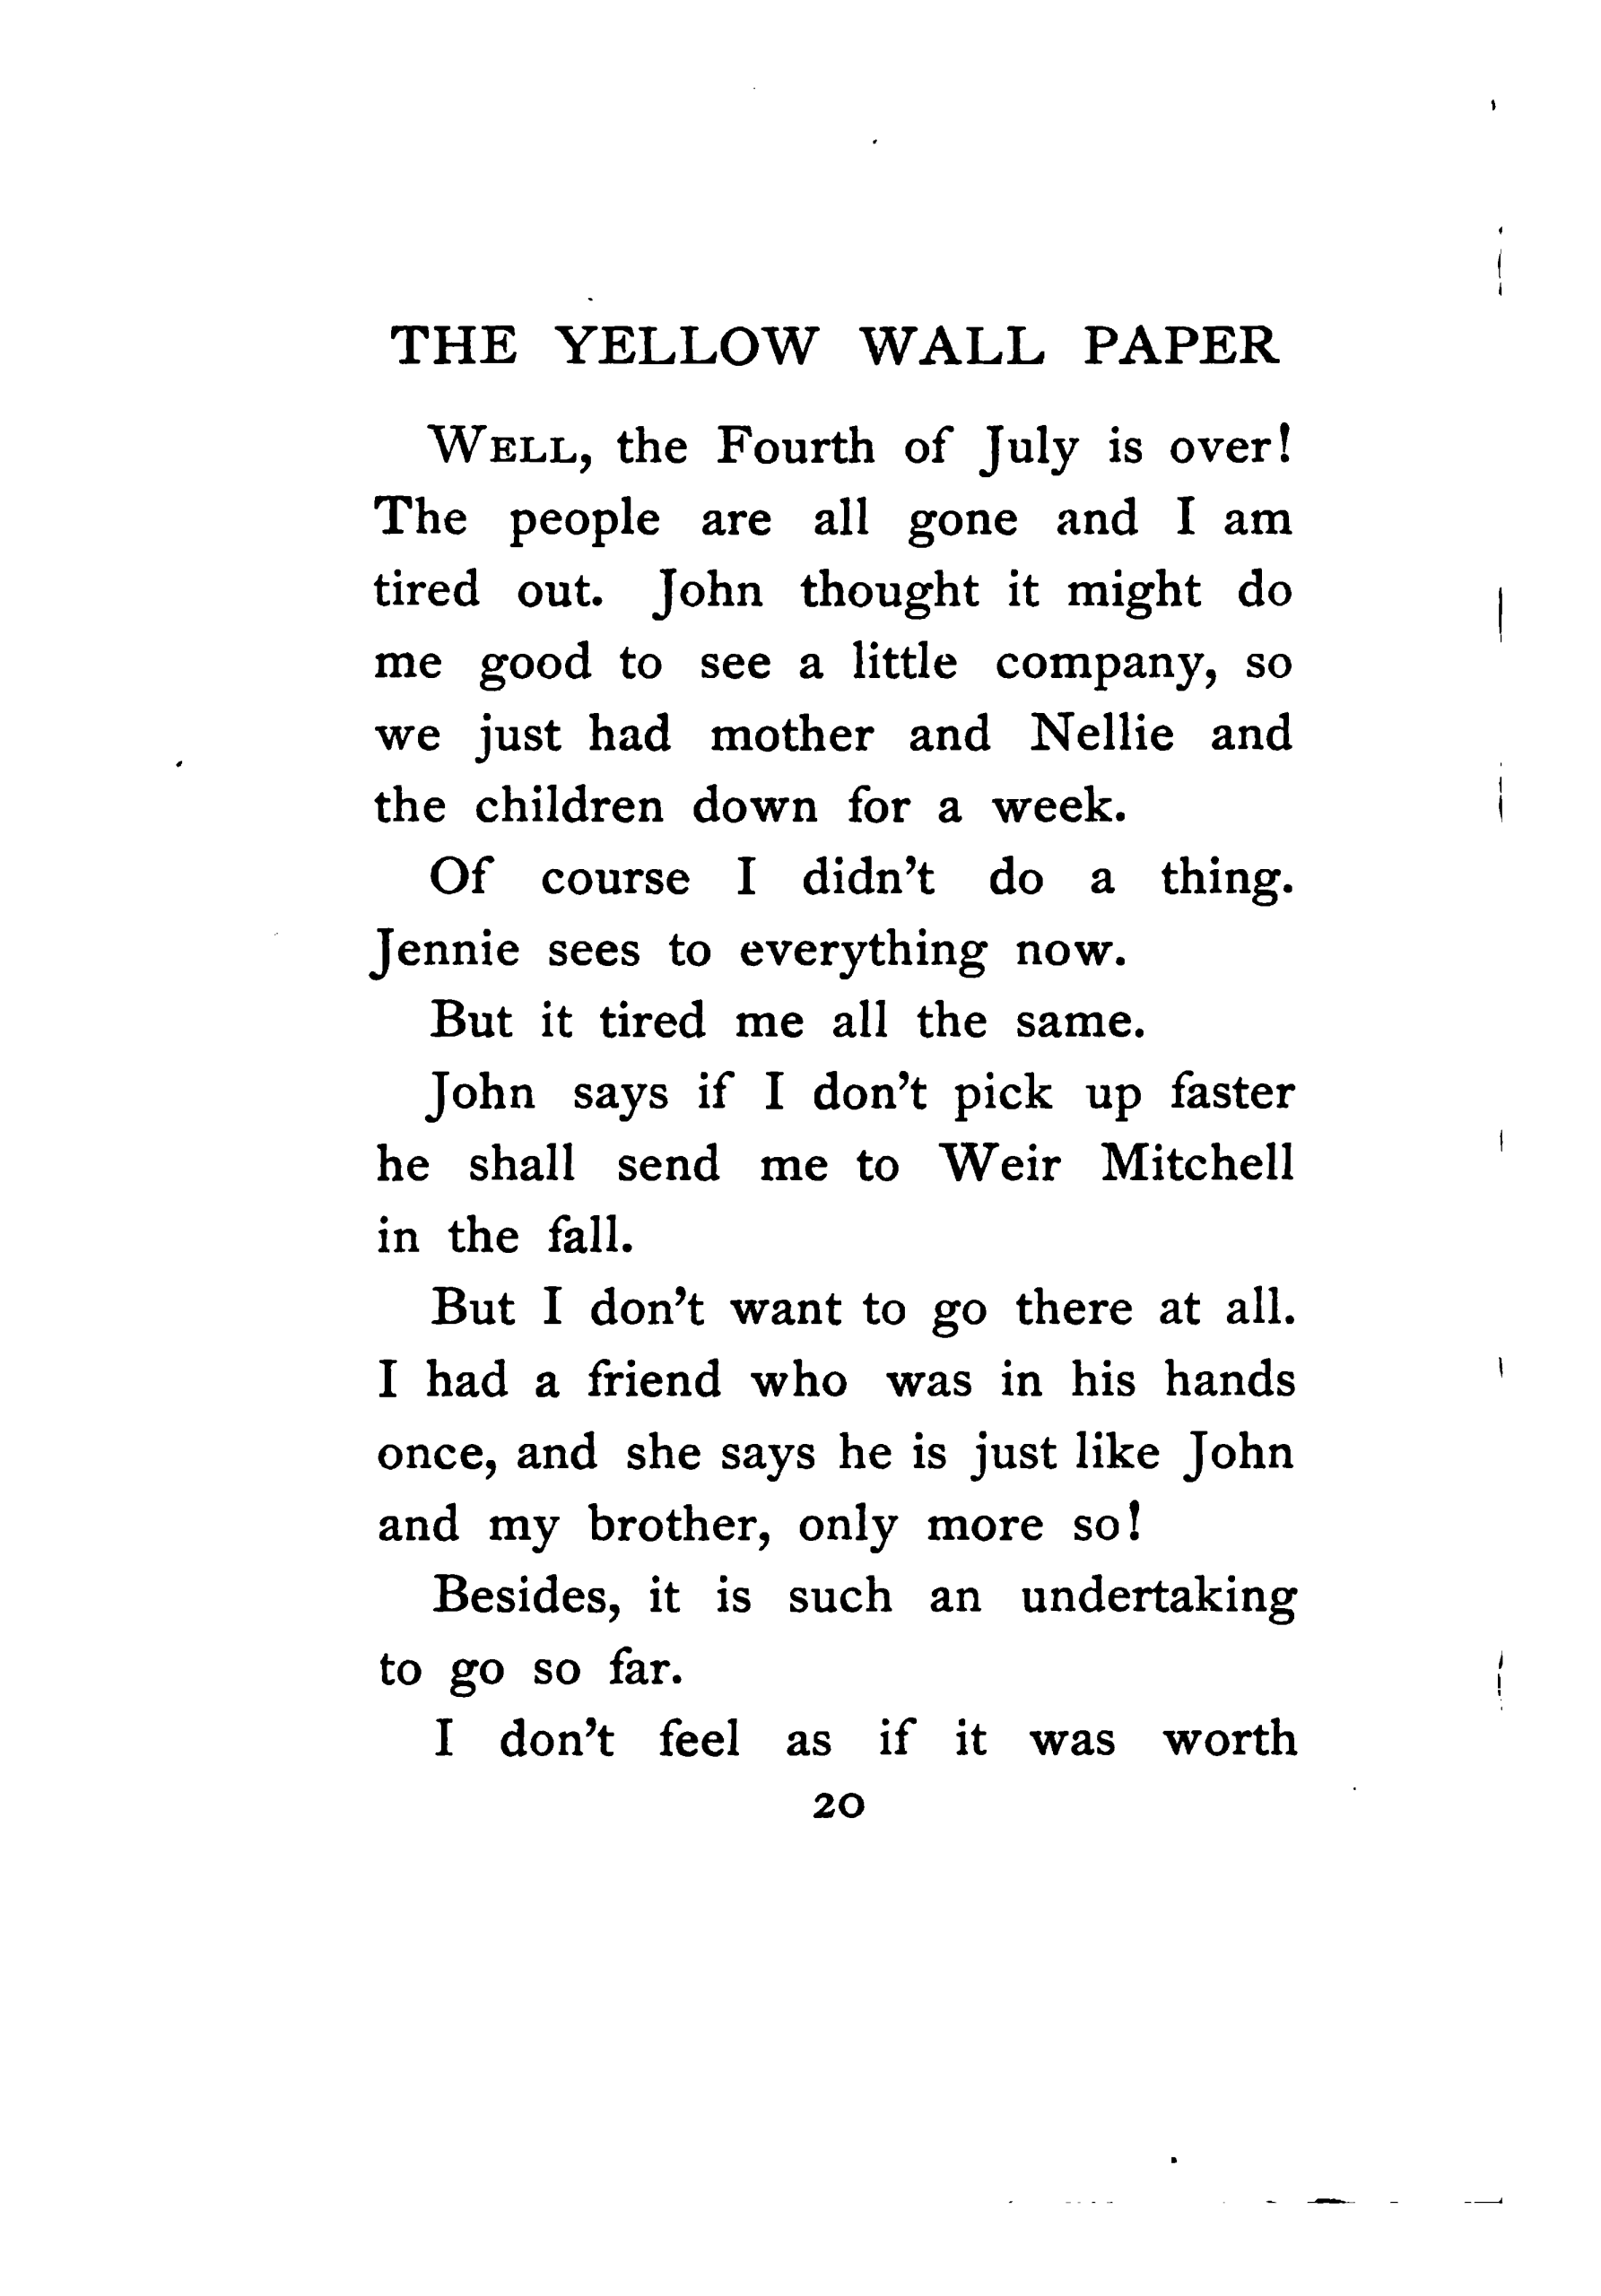 THE YELLOW WALL PAPER
WELL, the Fourth of July is over!
The people are all gone and I am
tired out. John thought it might do
me good to see a little company, so
we just had mother and Nellie and
the children down for a week.
Of course I didn't do a thing.
Jennie sees to everything now.
But it tired me all the same.
John says if I don't pick up faster
he shall send me to Weir Mitchell
in the fall.
But I don't want to go there at all.
I had a friend who was in his hands
once, and she says he is just like John
and my brother, only more so!
Besides, it is such an undertaking
to go so far.
I don't feel as if it was worth
20